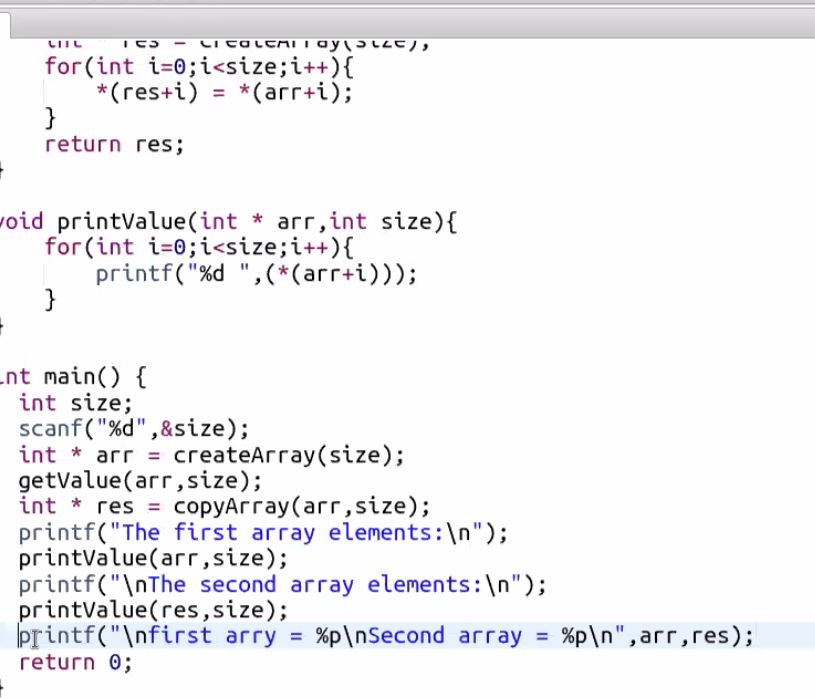 int * res = createArray(size);
for(int i=0;i<size;i++){
*(res+i) = *(arr+i);
}
return res;
}
void printValue(int * arr,int size){
for(int i=0;i<size;i++){
printf("%d ",(*(arr+i)));
}
}
int main() {
int size;
scanf("%d",&size);
int * arr = createArray(size);
getValue(arr,size);
int * res = copyArray(arr,size);
printf("The first array elements:\n");
printValue(arr,size);
printf("\nThe second array elements:\n");
printValue(res,size);
printf("\nfirst arry = %p\nSecond array = %p\n",arr,res);
return 0;
}